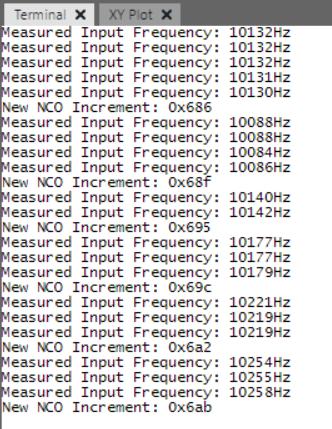 Terminal
XY Plot
Measured Input Frequency: 10132Hz
Measured Input Frequency: 10132Hz
Measured Input Frequency: 10132Hz
Measured Input Frequency: 10131Hz
Measured Input Frequency: 10130Hz
New NCO Increment: 0x686
Measured Input Frequency: 10088Hz
Measured Input Frequency: 10088Hz
Measured Input Frequency: 10084Hz
Measured Input Frequency: 10086Hz
New NCO Increment: 0x68f
Measured Input Frequency: 10140Hz
Measured Input Frequency: 10142Hz
New NCO Increment: 0x695
Measured Input Frequency: 10177Hz
Measured Input Frequency: 10177Hz
Measured Input Frequency: 10179Hz
New NCO Increment: 0x69c
Measured Input Frequency: 10221Hz
Measured Input Frequency: 10219Hz
Measured Input Frequency: 10219Hz
New NCO Increment: 0x6a2
Measured Input Frequency: 10254Hz
Measured Input Frequency: 10255Hz
Measured Input Frequency: 10258Hz
New NCO Increment: 0x6ab